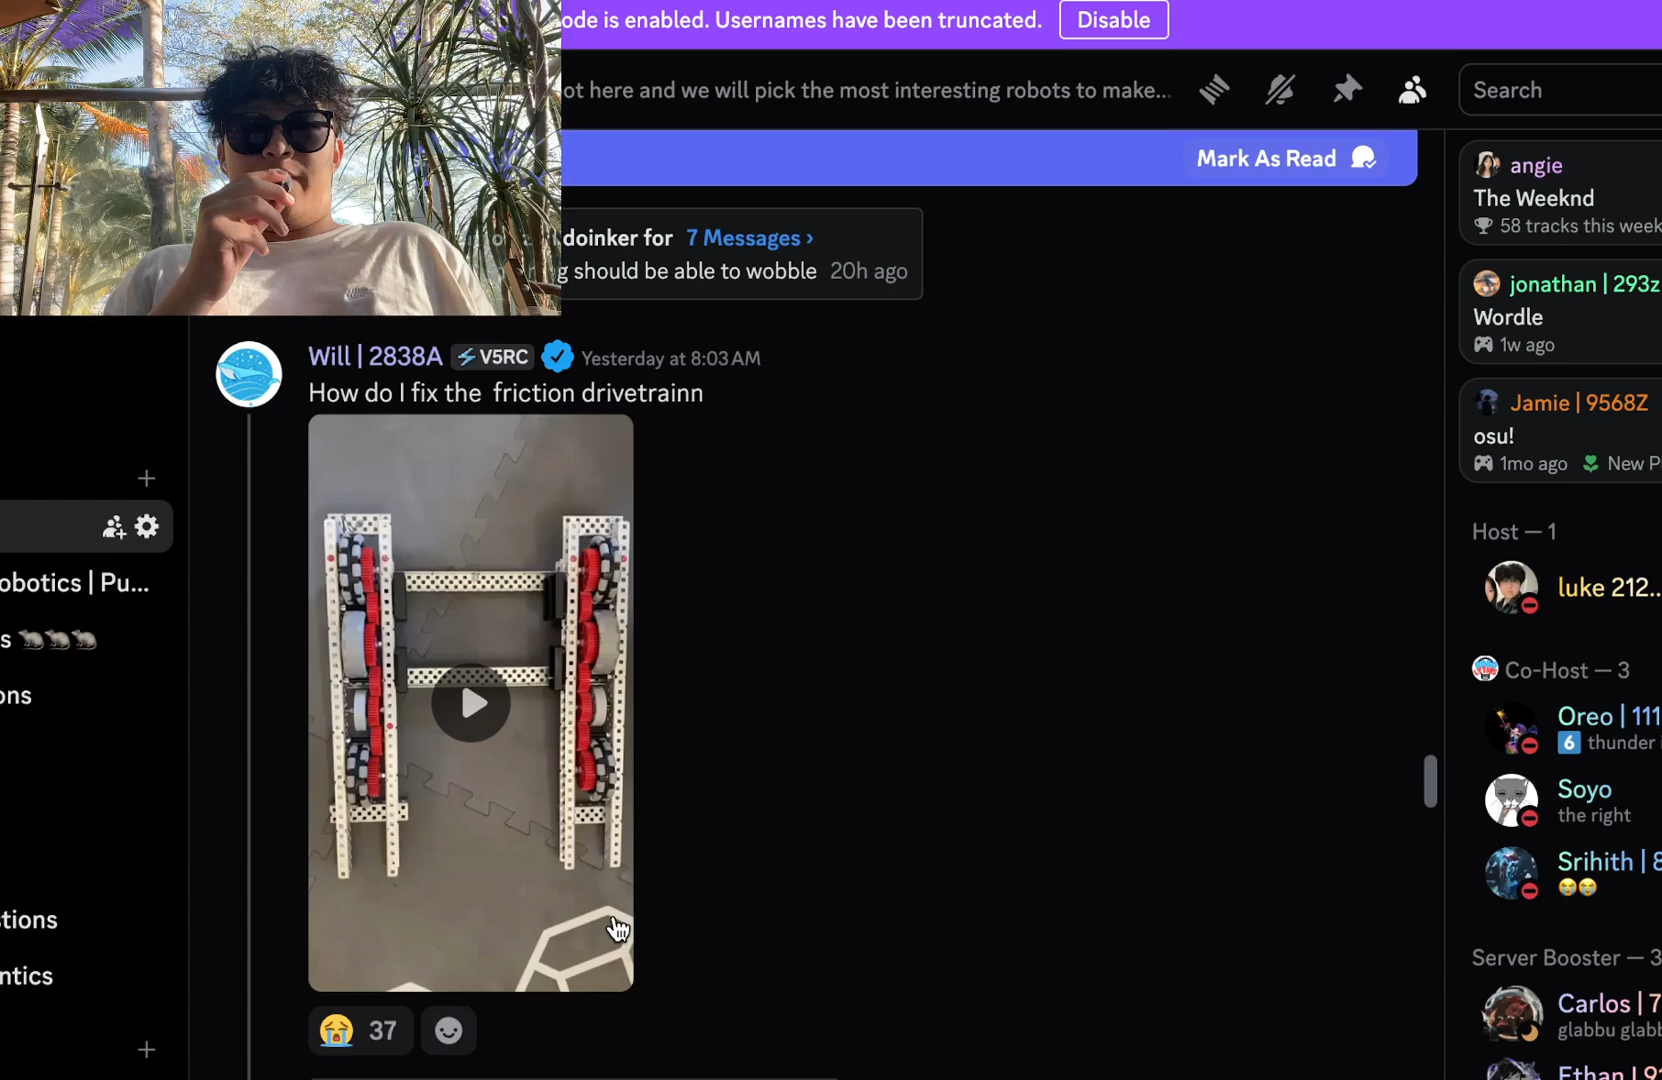 ode is enabled. Usernames have been truncated.
Disable
ot here and we will pick the most interesting robots to make...
Search
Mark As Read
doinker for 7 Messages ›
g should be able to wobble 20h ago
Will | 2838A V5RC Yesterday at 8:03 AM
How do I fix the friction drivetrainn
😭 37
obotics | Pu...
s 🐀🐀🐀
ons
stions
ntics
angie
The Weeknd
58 tracks this week
jonathan | 293z
Wordle
1w ago
Jamie | 9568Z
osu!
1mo ago New P
Host — 1
luke 212...
Co-Host — 3
Oreo | 111
6 thunder i
Soyo
the right
Srihith | 8
😭😭
Server Booster — 3
Carlos | 7
glabbu glabb
Ethan | 9